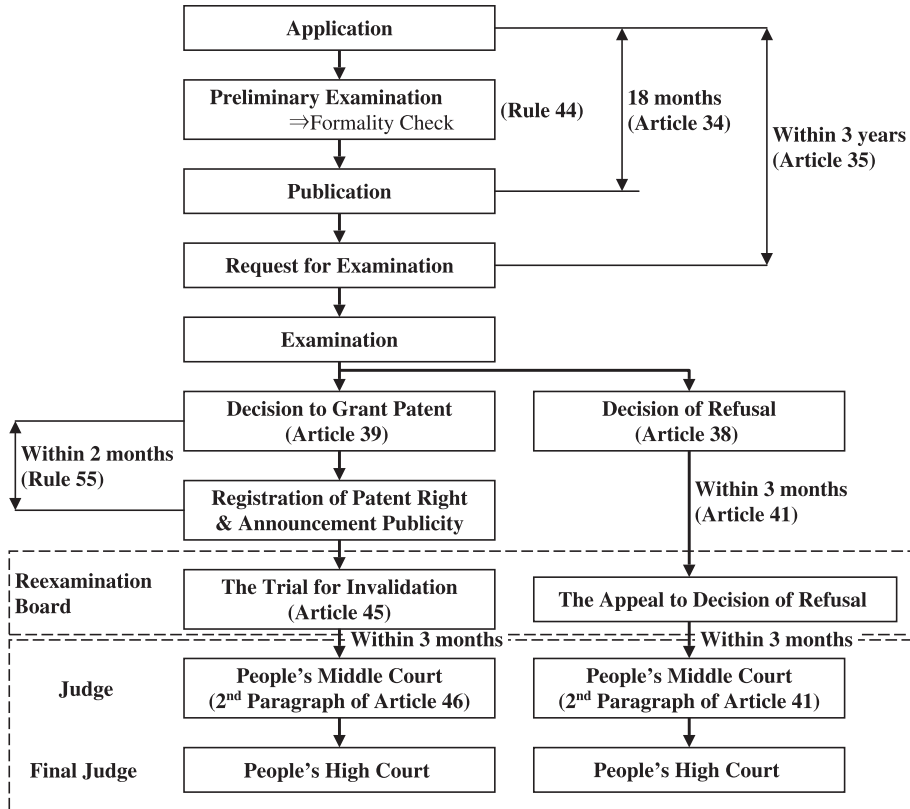 Application
Preliminary Examination
⇒Formality Check
(Rule 44)
18 months
(Article 34)
Within 3 years
(Article 35)
Publication
Request for Examination
Examination
Decision to Grant Patent
(Article 39)
Decision of Refusal
(Article 38)
Within 2 months
(Rule 55)
Registration of Patent Right
& Announcement Publicity
Within 3 months
(Article 41)
Reexamination
Board
The Trial for Invalidation
(Article 45)
The Appeal to Decision of Refusal
Within 3 months
Within 3 months
Judge
People's Middle Court
(2nd Paragraph of Article 46)
People's Middle Court
(2nd Paragraph of Article 41)
Final Judge
People's High Court
People's High Court